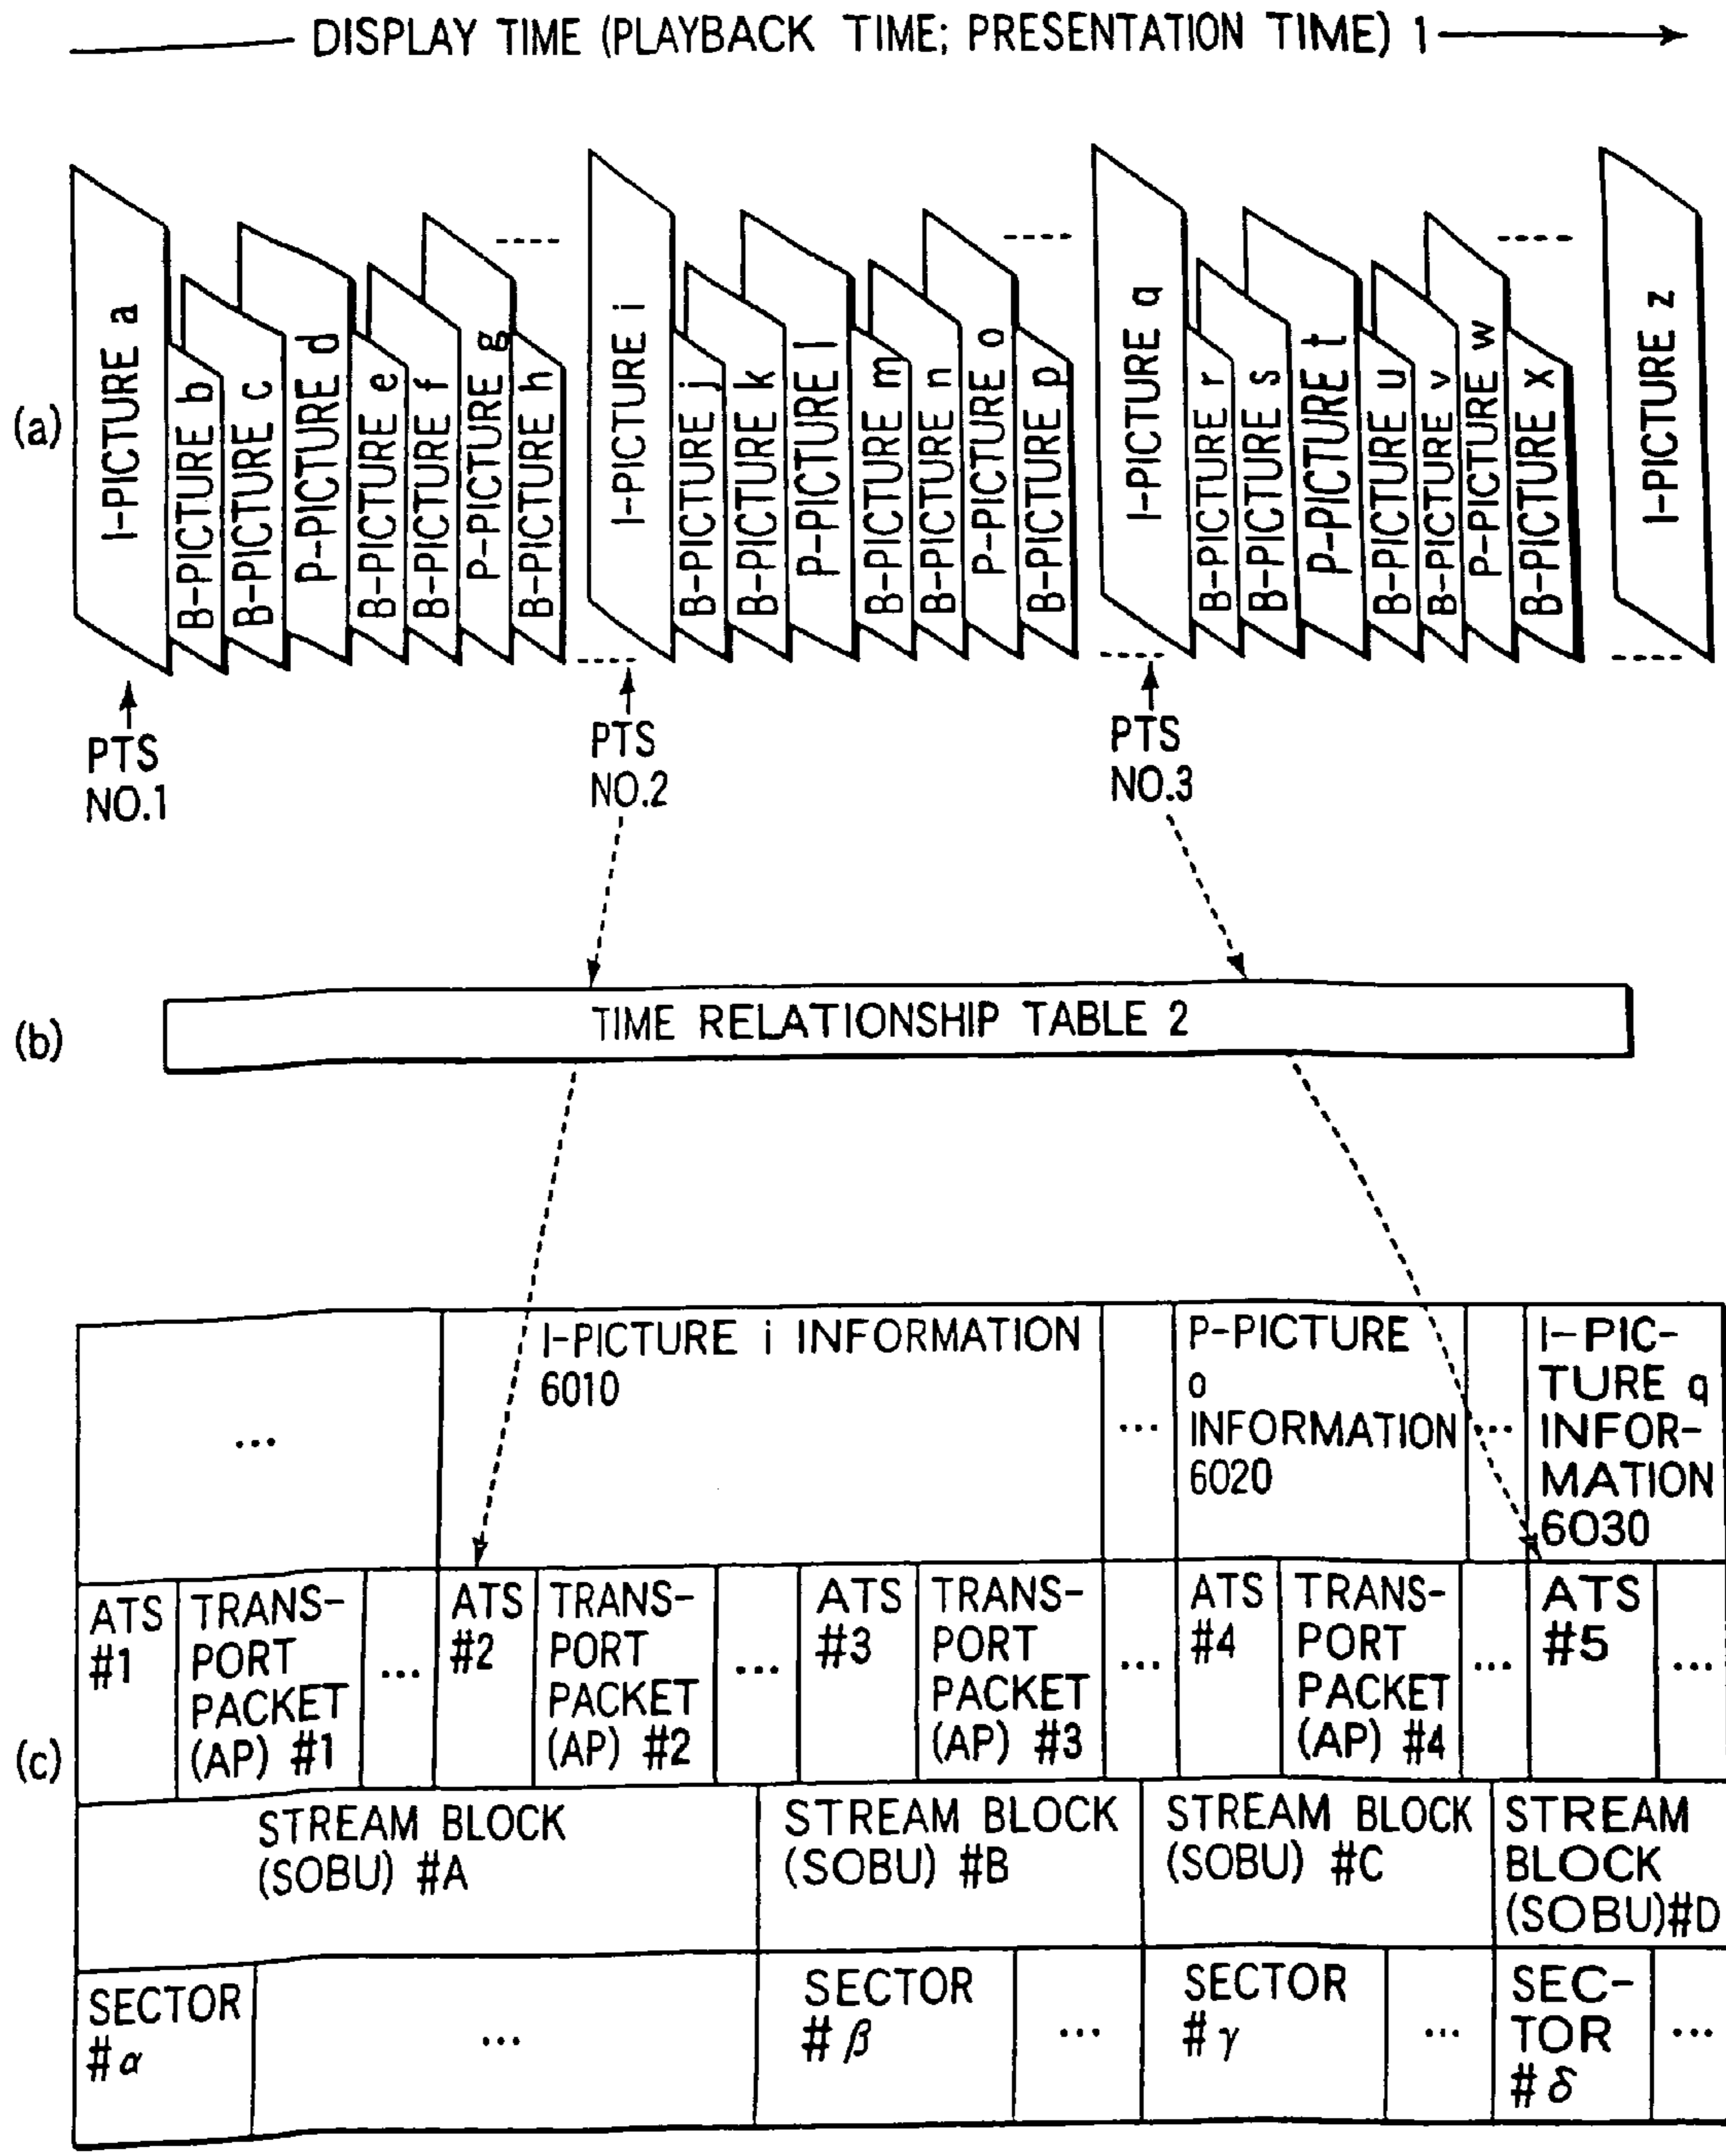 DISPLAY TIME (PLAYBACK TIME; PRESENTATION TIME) 1
(a)
I-PICTURE a
B-PICTURE b
B-PICTURE c
P-PICTURE d
B-PICTURE e
B-PICTURE f
P-PICTURE g
B-PICTURE h
I-PICTURE i
B-PICTURE j
B-PICTURE k
P-PICTURE l
B-PICTURE m
B-PICTURE n
P-PICTURE o
B-PICTURE p
I-PICTURE q
B-PICTURE r
B-PICTURE s
P-PICTURE t
B-PICTURE u
B-PICTURE v
P-PICTURE w
B-PICTURE x
I-PICTURE z
PTS
NO.1
PTS
NO.2
PTS
NO.3
(b)
TIME RELATIONSHIP TABLE 2
(c)
...
I-PICTURE i INFORMATION
6010
...
P-PICTURE
o
INFORMATION
6020
...
I-PIC-
TURE q
INFOR-
MATION
6030
ATS
#1
TRANS-
PORT
PACKET
(AP) #1
...
ATS
#2
TRANS-
PORT
PACKET
(AP) #2
...
ATS
#3
TRANS-
PORT
PACKET
(AP) #3
...
ATS
#4
TRANS-
PORT
PACKET
(AP) #4
...
ATS
#5
...
STREAM BLOCK
(SOBU) #A
STREAM BLOCK
(SOBU) #B
STREAM BLOCK
(SOBU) #C
STREAM
BLOCK
(SOBU)#D
SECTOR
#α
...
SECTOR
#β
...
SECTOR
#γ
...
SEC-
TOR
#δ
...